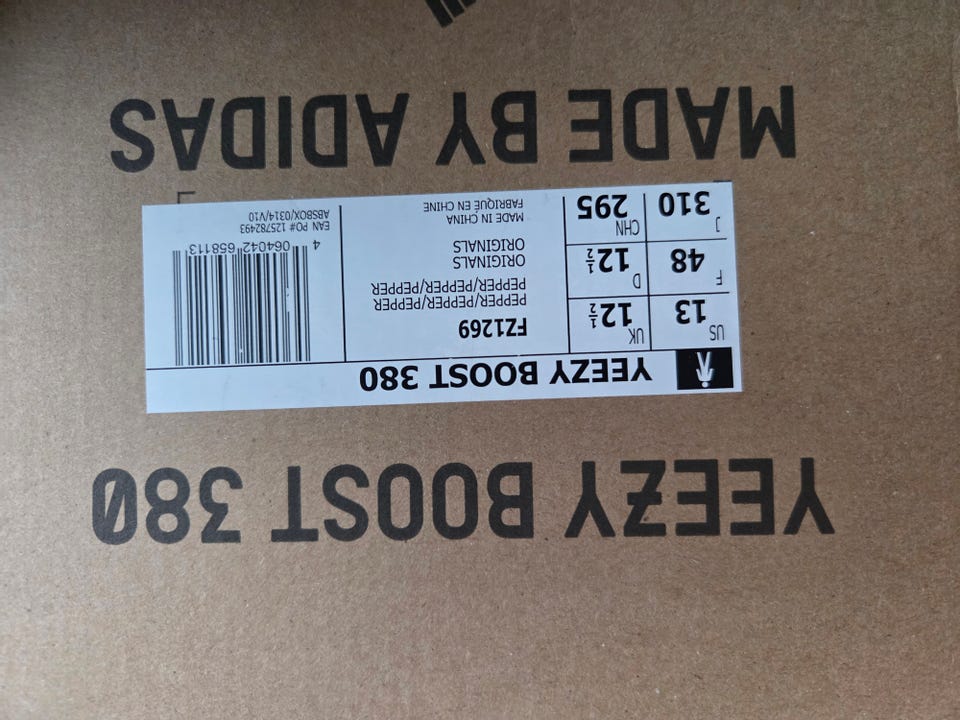 YEEZY BOOST 380
YEEZY BOOST 380
US 13
UK 12½
F 48
D 12½
J 310
CHN 295
FZ1269
PEPPER/PEPPER/PEPPER
PEPPER/PEPPER/PEPPER
ORIGINALS
ORIGINALS
MADE IN CHINA
FABRIQUÉ EN CHINE
4 064042 658113
EAN PO# 125782493
ABSBOX/0314/V10
MADE BY ADIDAS